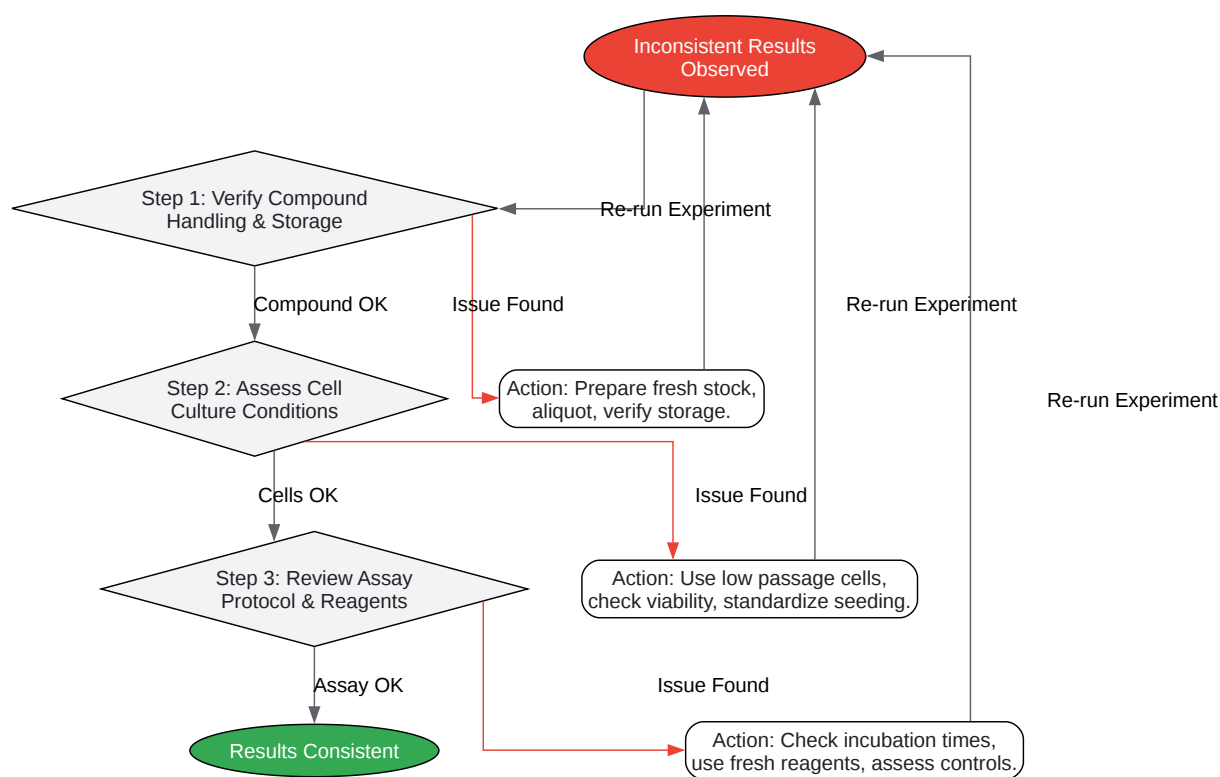 Inconsistent Results
Observed
Step 1: Verify Compound
Handling & Storage
Re-run Experiment
Compound OK
Issue Found
Re-run Experiment
Step 2: Assess Cell
Culture Conditions
Action: Prepare fresh stock,
aliquot, verify storage.
Re-run Experiment
Cells OK
Issue Found
Step 3: Review Assay
Protocol & Reagents
Action: Use low passage cells,
check viability, standardize seeding.
Assay OK
Issue Found
Results Consistent
Action: Check incubation times,
use fresh reagents, assess controls.